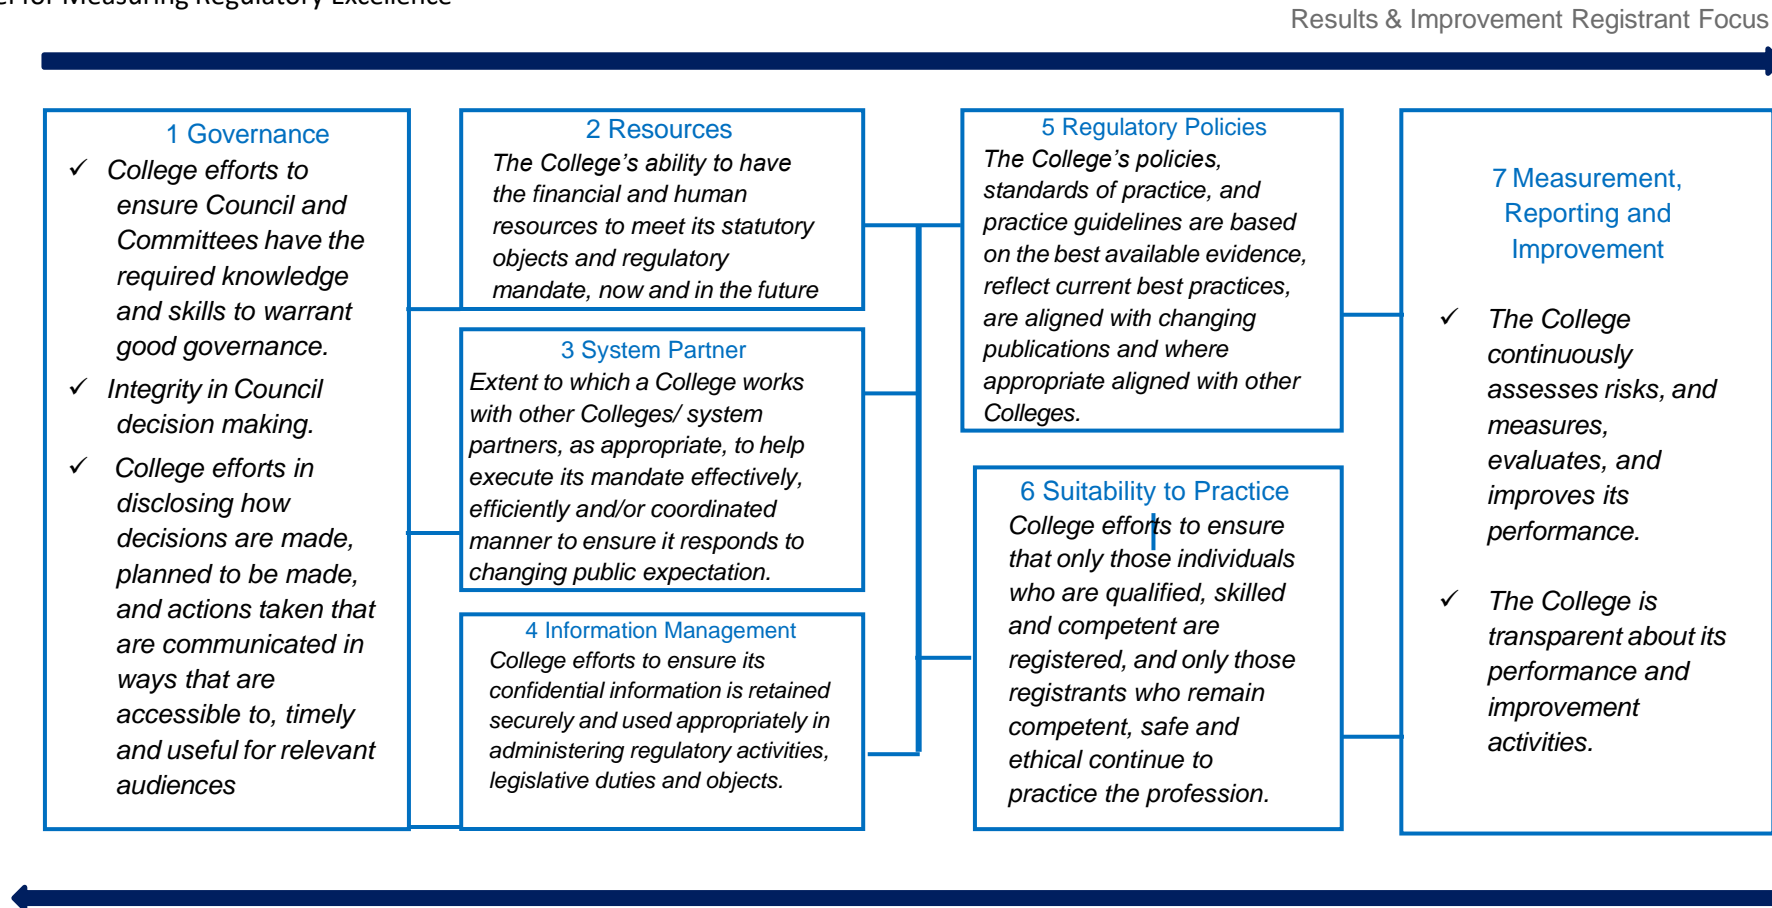 for Measuring Regulatory Excellence
Results & Improvement Registrant Focus
1 Governance
✓ College efforts to
ensure Council and
Committees have the
required knowledge
and skills to warrant
good governance.
✓ Integrity in Council
decision making.
✓ College efforts in
disclosing how
decisions are made,
planned to be made,
and actions taken that
are communicated in
ways that are
accessible to, timely
and useful for relevant
audiences
2 Resources
The College’s ability to have
the financial and human
resources to meet its statutory
objects and regulatory
mandate, now and in the future
3 System Partner
Extent to which a College works
with other Colleges/ system
partners, as appropriate, to help
execute its mandate effectively,
efficiently and/or coordinated
manner to ensure it responds to
changing public expectation.
4 Information Management
College efforts to ensure its
confidential information is retained
securely and used appropriately in
administering regulatory activities,
legislative duties and objects.
5 Regulatory Policies
The College’s policies,
standards of practice, and
practice guidelines are based
on the best available evidence,
reflect current best practices,
are aligned with changing
publications and where
appropriate aligned with other
Colleges.
6 Suitability to Practice
College efforts to ensure
that only those individuals
who are qualified, skilled
and competent are
registered, and only those
registrants who remain
competent, safe and
ethical continue to
practice the profession.
7 Measurement,
Reporting and
Improvement
✓ The College
continuously
assesses risks, and
measures,
evaluates, and
improves its
performance.
✓ The College is
transparent about its
performance and
improvement
activities.